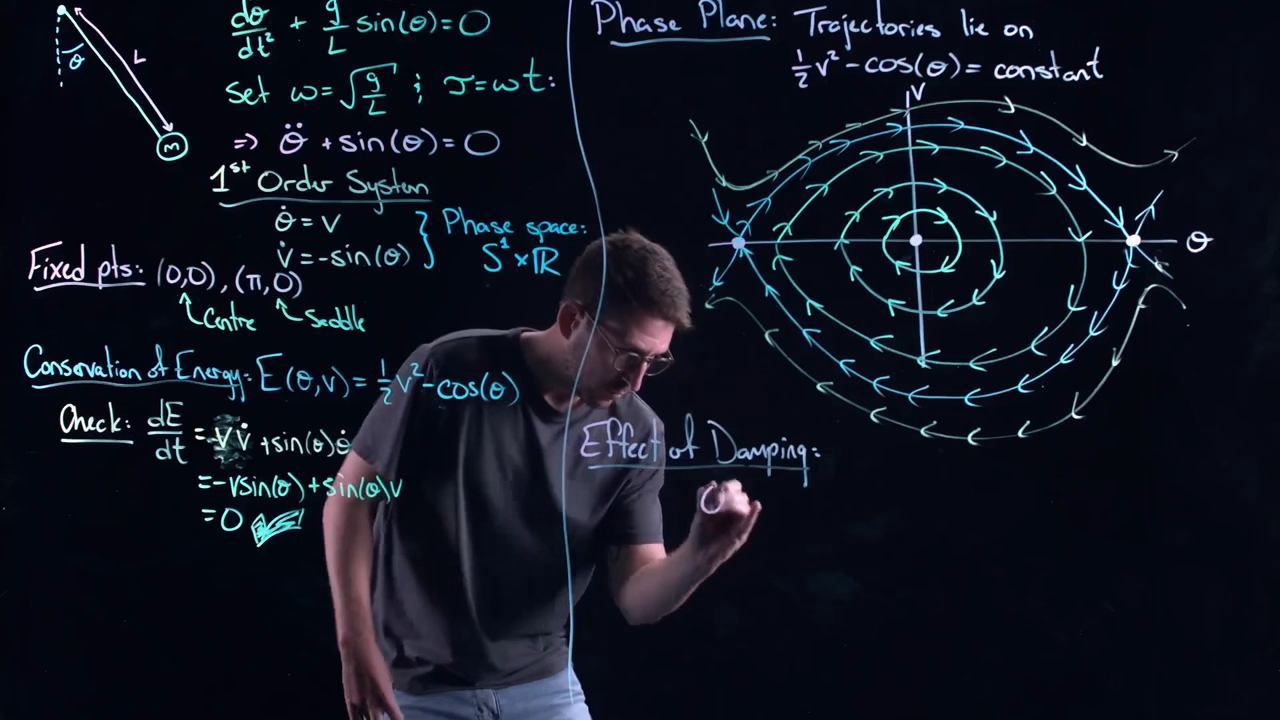 θ
L
m
dθ/dt² + g/L sin(θ)=0
set ω=√(g/L) ; τ=ωt:
=> θ̈ + sin(θ)=0
1st Order System
θ̇ = v
v̇=-sin(θ)
} Phase space:
S¹×ℝ
Fixed pts: (0,0), (π,0)
Centre
Saddle
Conservation of Energy: E(θ,v) = ½v²-cos(θ)
Check: dE/dt = vv̇ +sin(θ)θ̇
=-vsin(θ)+sin(θ)v
=0
Phase Plane: Trajectories lie on
½v²-cos(θ)= constant
v
θ
Effect of Damping: